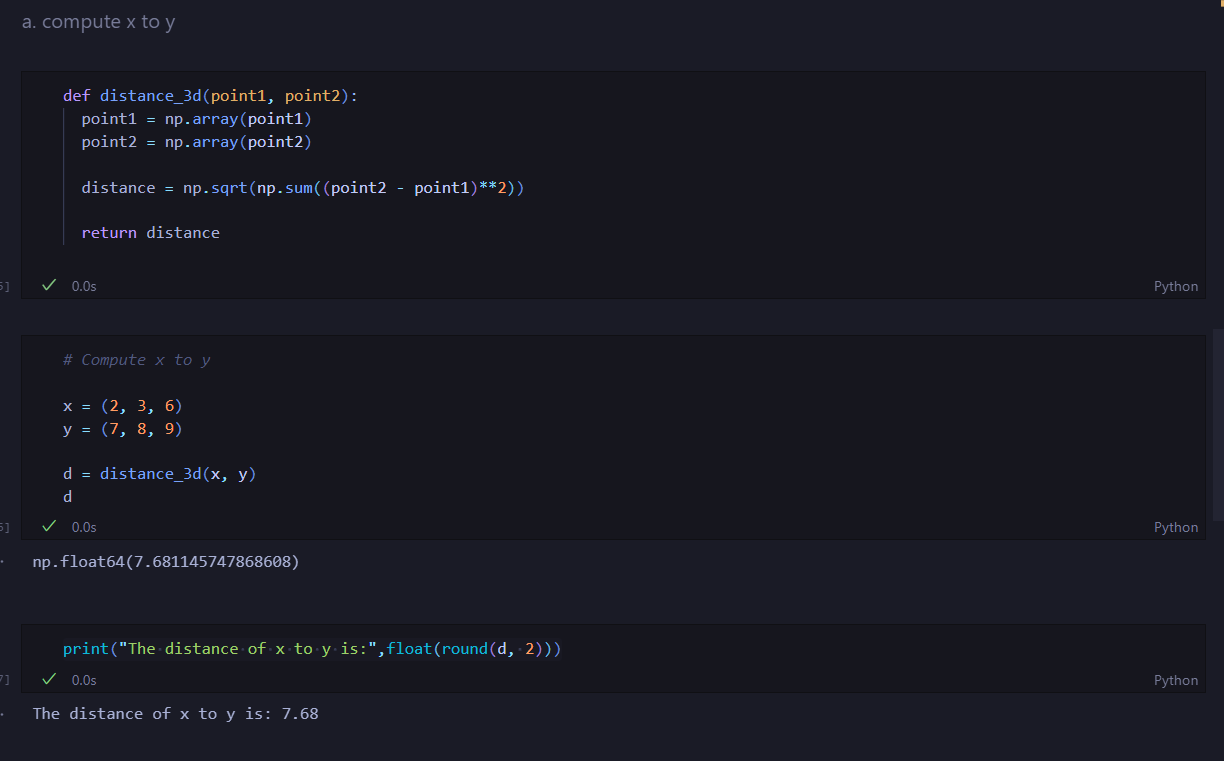 a. compute x to y
def distance_3d(point1, point2):
point1 = np.array(point1)
point2 = np.array(point2)
distance = np.sqrt(np.sum((point2 - point1)**2))
return distance
5]
0.0s
Python
# Compute x to y
x = (2, 3, 6)
y = (7, 8, 9)
d = distance_3d(x, y)
d
6]
0.0s
Python
np.float64(7.681145747868608)
print("The distance of x to y is:",float(round(d, 2)))
7]
0.0s
Python
The distance of x to y is: 7.68